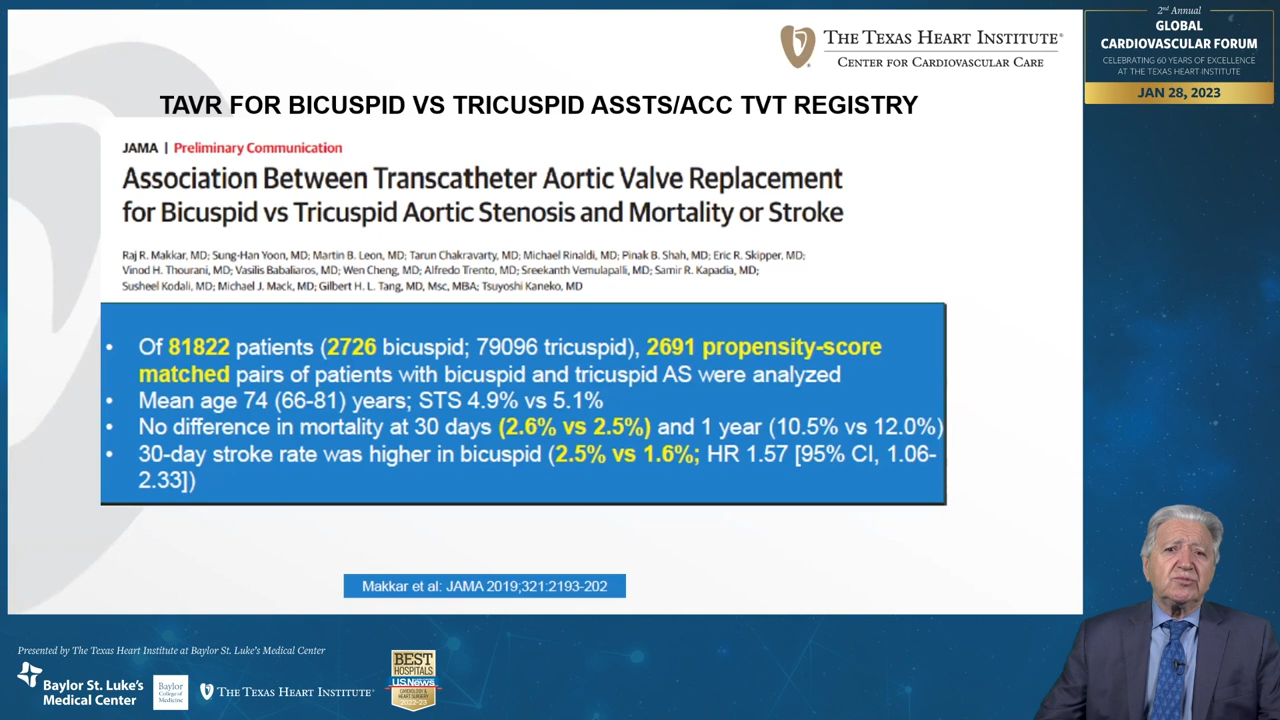 THE TEXAS HEART INSTITUTE®
CENTER FOR CARDIOVASCULAR CARE
2nd Annual
GLOBAL
CARDIOVASCULAR FORUM
CELEBRATING 60 YEARS OF EXCELLENCE
AT THE TEXAS HEART INSTITUTE
JAN 28, 2023
TAVR FOR BICUSPID VS TRICUSPID ASSTS/ACC TVT REGISTRY
JAMA | Preliminary Communication
Association Between Transcatheter Aortic Valve Replacement
for Bicuspid vs Tricuspid Aortic Stenosis and Mortality or Stroke
Raj R. Makkar, MD; Sung-Han Yoon, MD; Martin B. Leon, MD; Tarun Chakravarty, MD; Michael Rinaldi, MD; Pinak B. Shah, MD; Eric R. Skipper, MD;
Vinod H. Thourani, MD; Vasilis Babaliaros, MD; Wen Cheng, MD; Alfredo Trento, MD; Sreekanth Vemulapalli, MD; Samir R. Kapadia, MD;
Susheel Kodali, MD; Michael J. Mack, MD; Gilbert H. L. Tang, MD, Msc, MBA; Tsuyoshi Kaneko, MD
• Of 81822 patients (2726 bicuspid; 79096 tricuspid), 2691 propensity-score
matched pairs of patients with bicuspid and tricuspid AS were analyzed
• Mean age 74 (66-81) years; STS 4.9% vs 5.1%
• No difference in mortality at 30 days (2.6% vs 2.5%) and 1 year (10.5% vs 12.0%)
• 30-day stroke rate was higher in bicuspid (2.5% vs 1.6%; HR 1.57 [95% CI, 1.06-
2.33])
Makkar et al: JAMA 2019;321:2193-202
Presented by The Texas Heart Institute at Baylor St. Luke's Medical Center
Baylor St. Luke's
Medical Center
Baylor
College of
Medicine
THE TEXAS HEART INSTITUTE®
BEST
HOSPITALS
U.S.News
CARDIOLOGY &
HEART SURGERY
2022-23